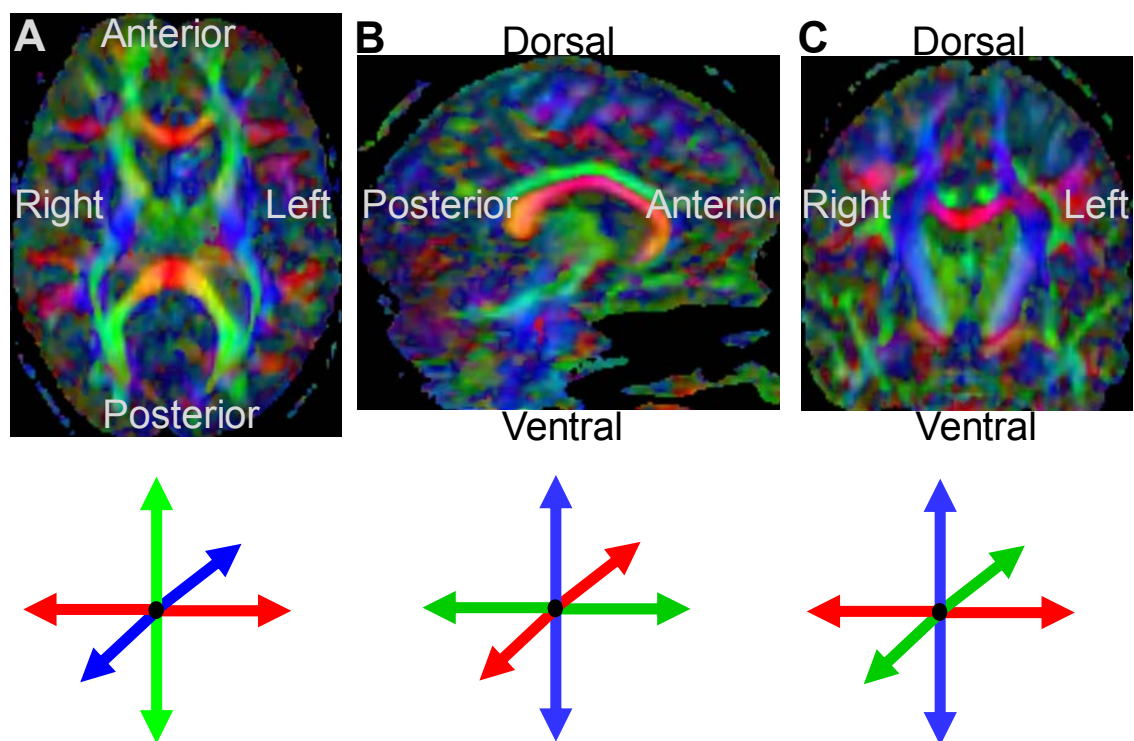 A
Anterior
Right
Left
Posterior
B
Dorsal
Posterior
Anterior
Ventral
C
Dorsal
Right
Left
Ventral